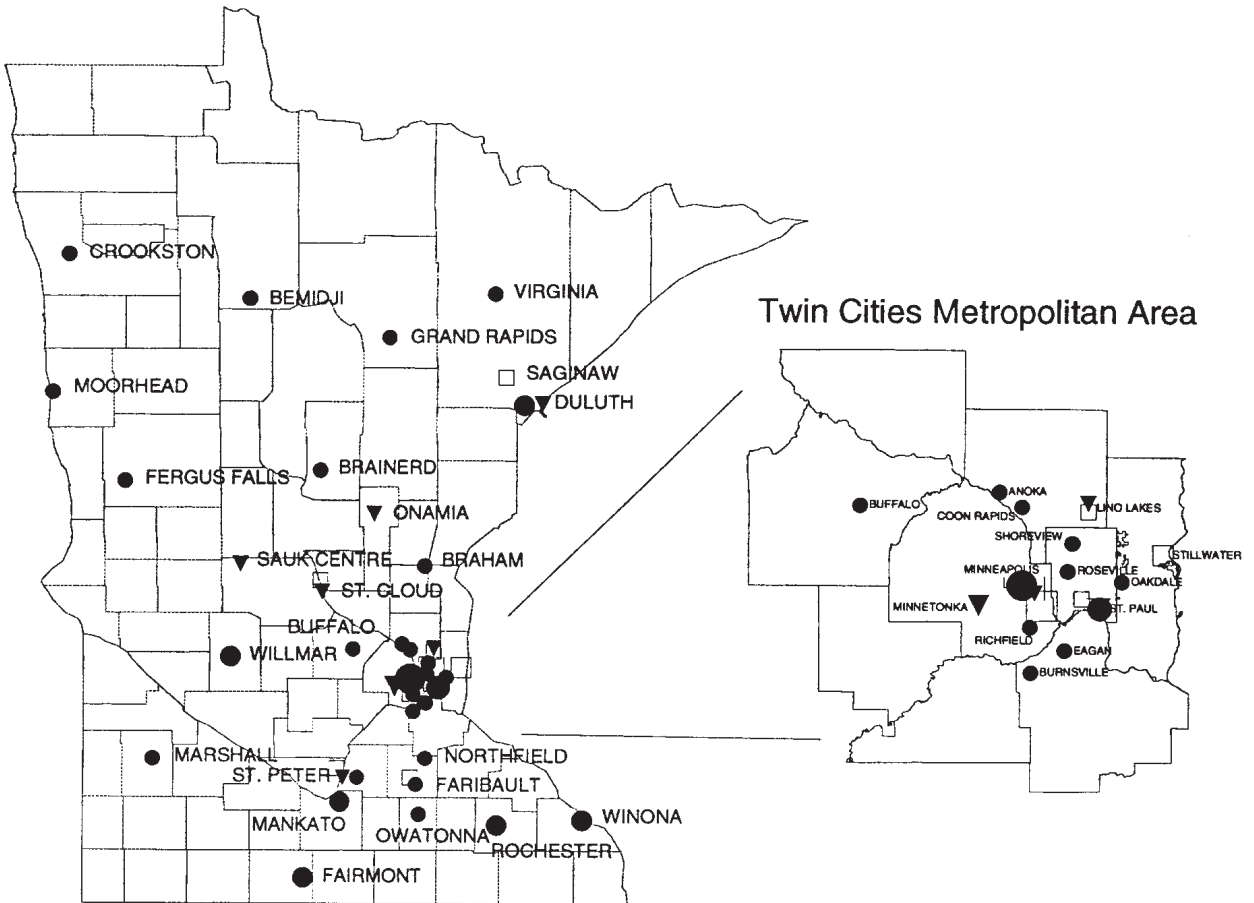 CROOKSTON
BEMIDJI
VIRGINIA
GRAND RAPIDS
SAGINAW
MOORHEAD
DULUTH
FERGUS FALLS
BRAINERD
ONAMIA
SAUK CENTRE
BRAHAM
ST. CLOUD
BUFFALO
WILLMAR
MARSHALL
NORTHFIELD
ST. PETER
FARIBAULT
MANKATO
OWATONNA
WINONA
ROCHESTER
FAIRMONT
Twin Cities Metropolitan Area
ANOKA
BUFFALO
COON RAPIDS
LINO LAKES
SHOREVIEW
STILLWATER
MINNEAPOLIS
ROSEVILLE
OAKDALE
MINNETONKA
ST. PAUL
RICHFIELD
EAGAN
BURNSVILLE